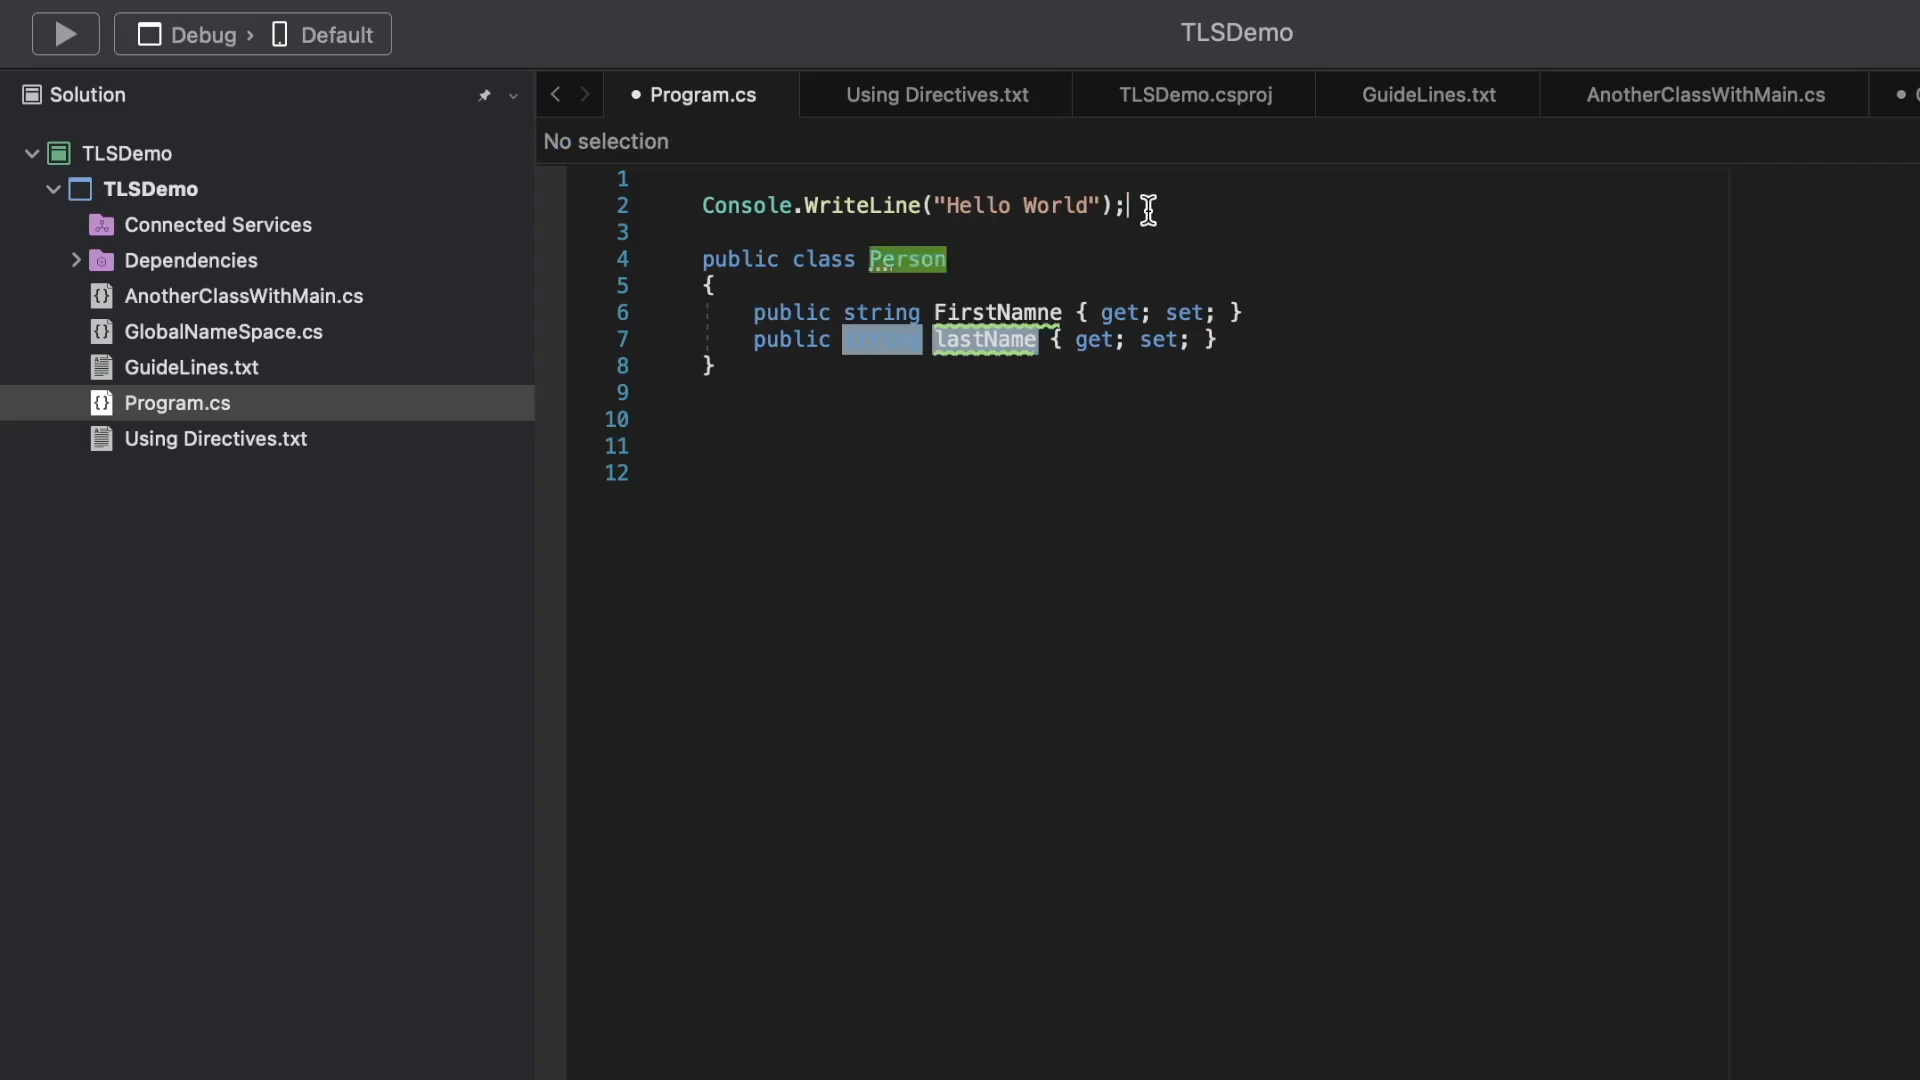 Debug › Default
TLSDemo
Solution
Program.cs
Using Directives.txt
TLSDemo.csproj
GuideLines.txt
AnotherClassWithMain.cs
No selection
TLSDemo
TLSDemo
Connected Services
Dependencies
AnotherClassWithMain.cs
GlobalNameSpace.cs
GuideLines.txt
Program.cs
Using Directives.txt
1
2 Console.WriteLine("Hello World");
3
4 public class Person
5 {
6 public string FirstNamne { get; set; }
7 public lastName { get; set; }
8 }
9
10
11
12